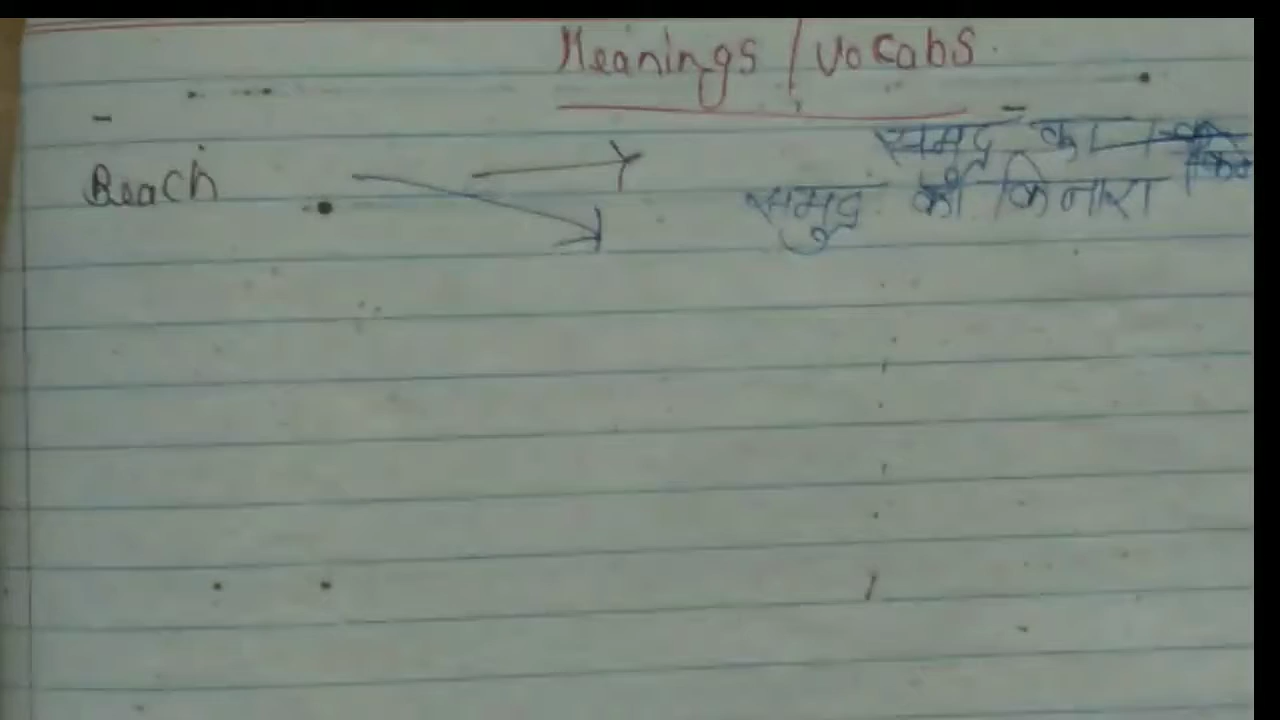 Meanings / Vocabs.
समुद्र का
Beach
समुद्र की किनारा